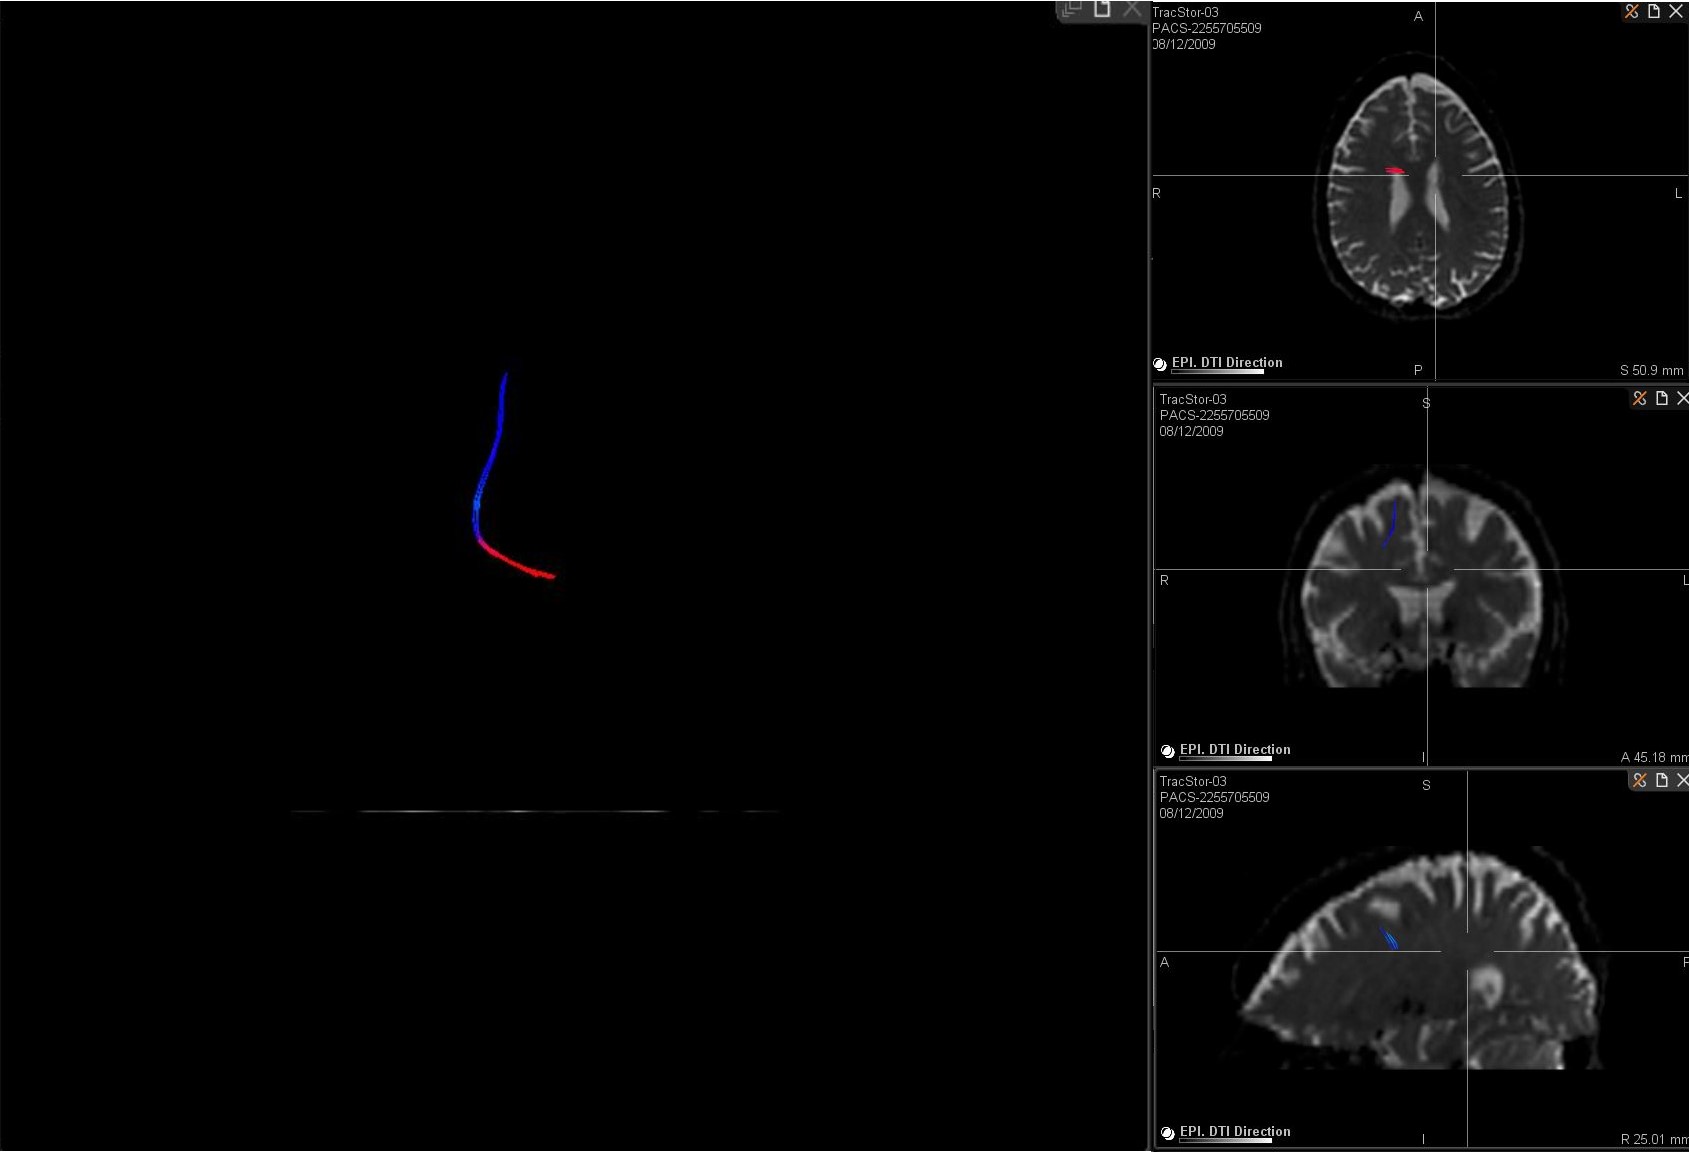 TracStor-03
PACS-2255705509
08/12/2009
A
R
L
EPI. DTI Direction
P
S 50.9 mm
TracStor-03
PACS-2255705509
08/12/2009
S
R
L
EPI. DTI Direction
I
A 45.18 mm
TracStor-03
PACS-2255705509
08/12/2009
S
A
P
EPI. DTI Direction
I
R 25.01 mm